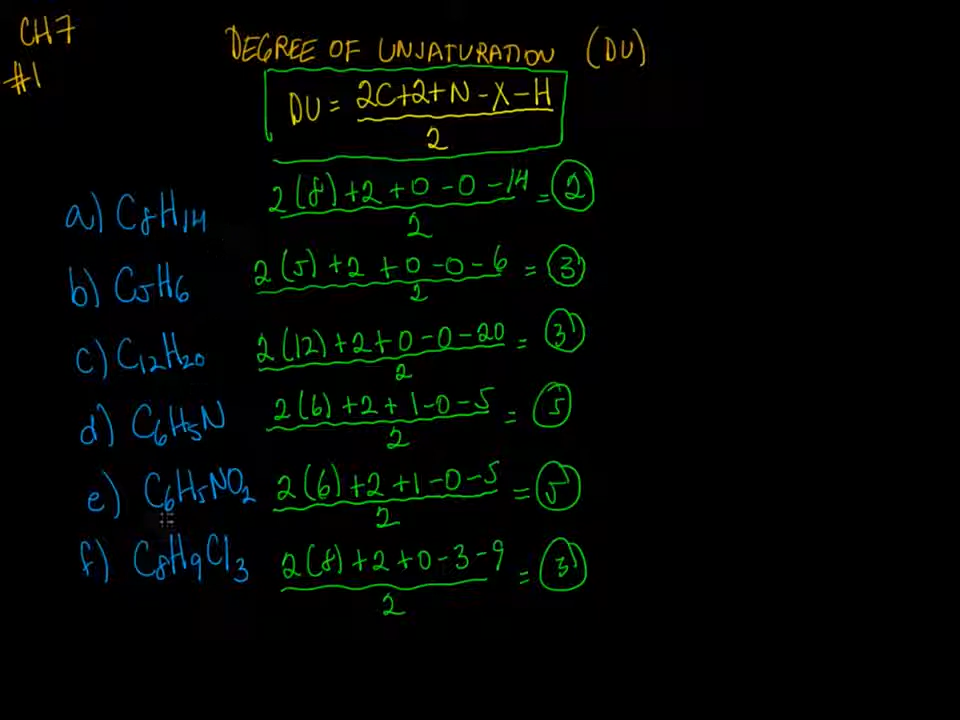 CH7
#1
DEGREE OF UNSATURATION (DU)
DU = 2C+2+N-X-H
2
a) C8H14 2(8)+2+0-0-14 = 2
2
b) C5H6 2(5)+2+0-0-6 = 3
2
c) C12H20 2(12)+2+0-0-20 = 3
2
d) C6H5N 2(6)+2+1-0-5 = 5
2
e) C6H5NO2 2(6)+2+1-0-5 = 5
2
f) C8H9Cl3 2(8)+2+0-3-9 = 3
2